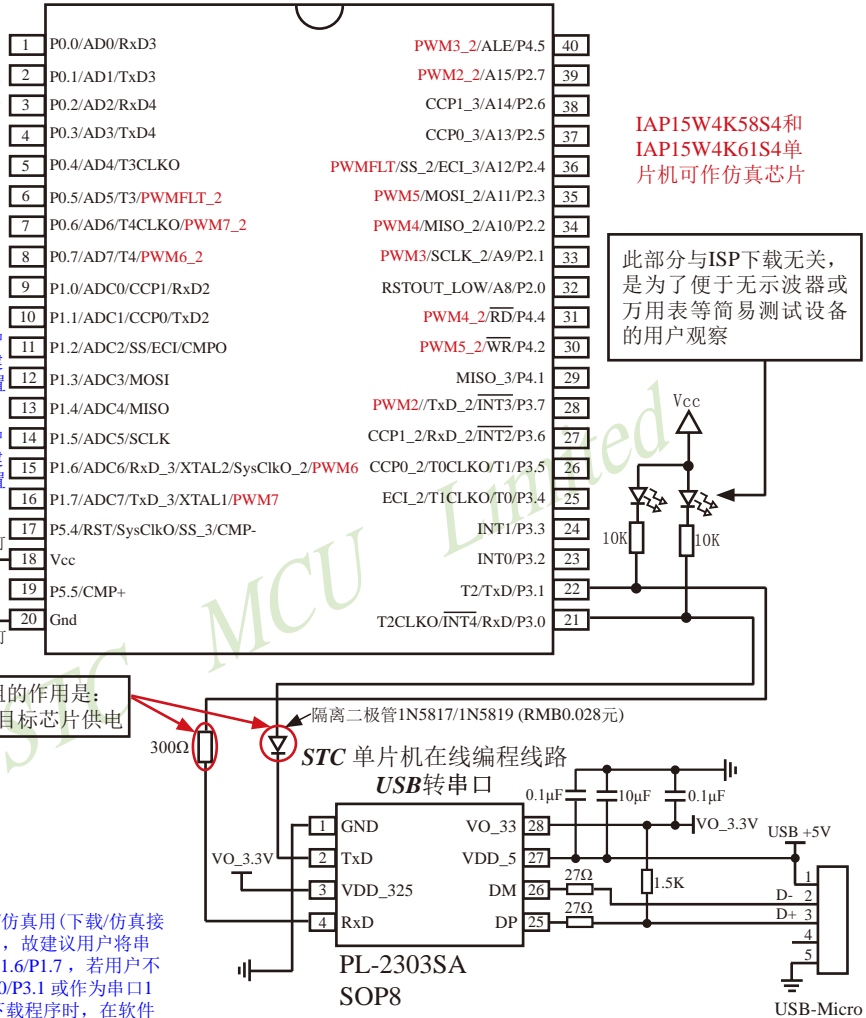 1 P0.0/AD0/RxD3
2 P0.1/AD1/TxD3
3 P0.2/AD2/RxD4
4 P0.3/AD3/TxD4
5 P0.4/AD4/T3CLKO
6 P0.5/AD5/T3/PWMFLT_2
7 P0.6/AD6/T4CLKO/PWM7_2
8 P0.7/AD7/T4/PWM6_2
9 P1.0/ADC0/CCP1/RxD2
10 P1.1/ADC1/CCP0/TxD2
11 P1.2/ADC2/SS/ECI/CMPO
12 P1.3/ADC3/MOSI
13 P1.4/ADC4/MISO
14 P1.5/ADC5/SCLK
15 P1.6/ADC6/RxD_3/XTAL2/SysClkO_2/PWM6
16 P1.7/ADC7/TxD_3/XTAL1/PWM7
17 P5.4/RST/SysClkO/SS_3/CMP-
18 Vcc
19 P5.5/CMP+
20 Gnd
PWM3_2/ALE/P4.5 40
PWM2_2/A15/P2.7 39
CCP1_3/A14/P2.6 38
CCP0_3/A13/P2.5 37
PWMFLT/SS_2/ECI_3/A12/P2.4 36
PWM5/MOSI_2/A11/P2.3 35
PWM4/MISO_2/A10/P2.2 34
PWM3/SCLK_2/A9/P2.1 33
RSTOUT_LOW/A8/P2.0 32
PWM4_2/RD/P4.4 31
PWM5_2/WR/P4.2 30
MISO_3/P4.1 29
PWM2//TxD_2/INT3/P3.7 28
CCP1_2/RxD_2/INT2/P3.6 27
CCP0_2/T0CLKO/T1/P3.5 26
ECI_2/T1CLKO/T0/P3.4 25
INT1/P3.3 24
INT0/P3.2 23
T2/TxD/P3.1 22
T2CLKO/INT4/RxD/P3.0 21
IAP15W4K58S4和
IAP15W4K61S4单
片机可作仿真芯片
此部分与ISP下载无关，
是为了便于无示波器或
万用表等简易测试设备
的用户观察
Vcc
10K
10K
STC MCU Limited
的作用是：
目标芯片供电
300Ω
隔离二极管1N5817/1N5819 (RMB0.028元)
STC 单片机在线编程线路
USB转串口
0.1μF
10μF
0.1μF
VO_3.3V
USB +5V
VO_3.3V
1 GND
2 TxD
3 VDD_325
4 RxD
VO_33 28
VDD_5 27
DM 26
DP 25
27Ω
27Ω
1.5K
1
D- 2
D+ 3
4
5
PL-2303SA
SOP8
USB-Micro
仿真用(下载/仿真接
，故建议用户将串
1.6/P1.7，若用户不
0/P3.1 或作为串口1
下载程序时，在软件